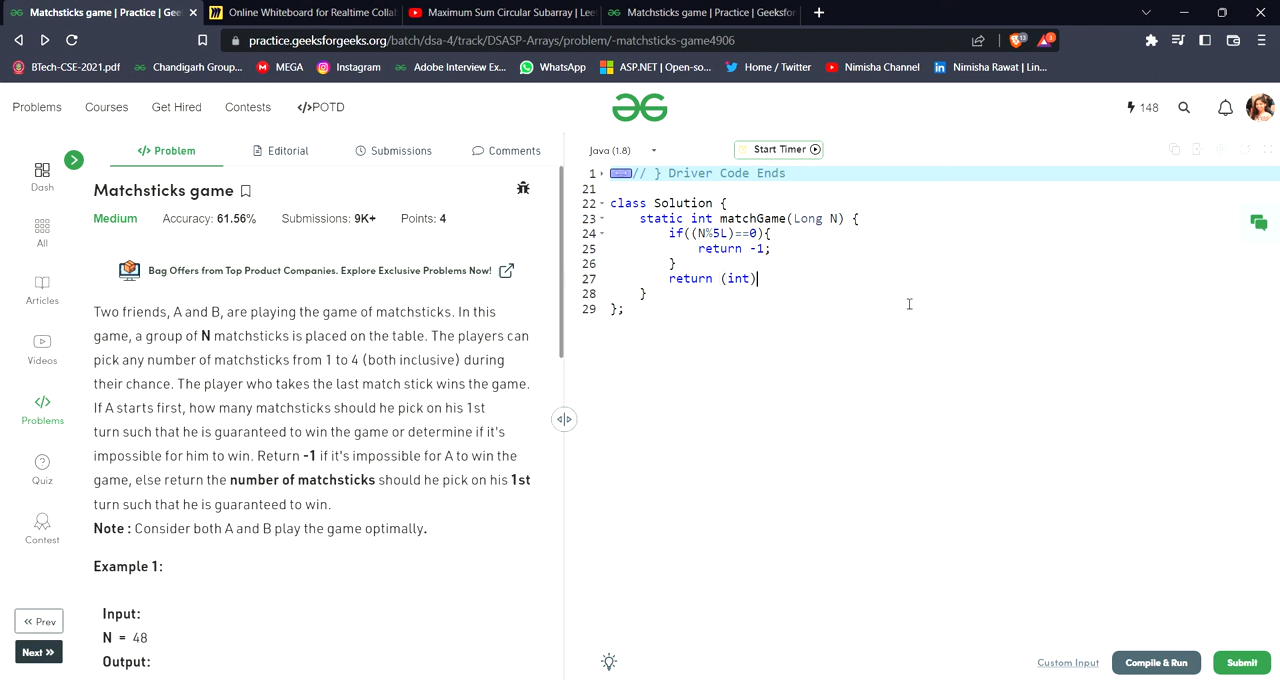 Matchsticks game | Practice | Gee
Online Whiteboard for Realtime Colla
Maximum Sum Circular Subarray | Lee
Matchsticks game | Practice | Geeksfor
practice.geeksforgeeks.org/batch/dsa-4/track/DSASP-Arrays/problem/-matchsticks-game4906
BTech-CSE-2021.pdf
Chandigarh Group...
MEGA
Instagram
Adobe Interview Ex...
WhatsApp
ASP.NET | Open-so...
Home / Twitter
Nimisha Channel
Nimisha Rawat | Lin...
Problems
Courses
Get Hired
Contests
</>POTD
148
Dash
All
Articles
Videos
Problems
Quiz
Contest
<< Prev
Next >>
</> Problem
Editorial
Submissions
Comments
Matchsticks game
Medium Accuracy: 61.56% Submissions: 9K+ Points: 4
Bag Offers from Top Product Companies. Explore Exclusive Problems Now!
Two friends, A and B, are playing the game of matchsticks. In this
game, a group of N matchsticks is placed on the table. The players can
pick any number of matchsticks from 1 to 4 (both inclusive) during
their chance. The player who takes the last match stick wins the game.
If A starts first, how many matchsticks should he pick on his 1st
turn such that he is guaranteed to win the game or determine if it's
impossible for him to win. Return -1 if it's impossible for A to win the
game, else return the number of matchsticks should he pick on his 1st
turn such that he is guaranteed to win.
Note : Consider both A and B play the game optimally.
Example 1:
Input:
N = 48
Output:
Java (1.8)
Start Timer
1 // } Driver Code Ends
21
22 class Solution {
23 static int matchGame(Long N) {
24 if((N%5L)==0){
25 return -1;
26 }
27 return (int)
28 }
29 };
Custom Input
Compile & Run
Submit